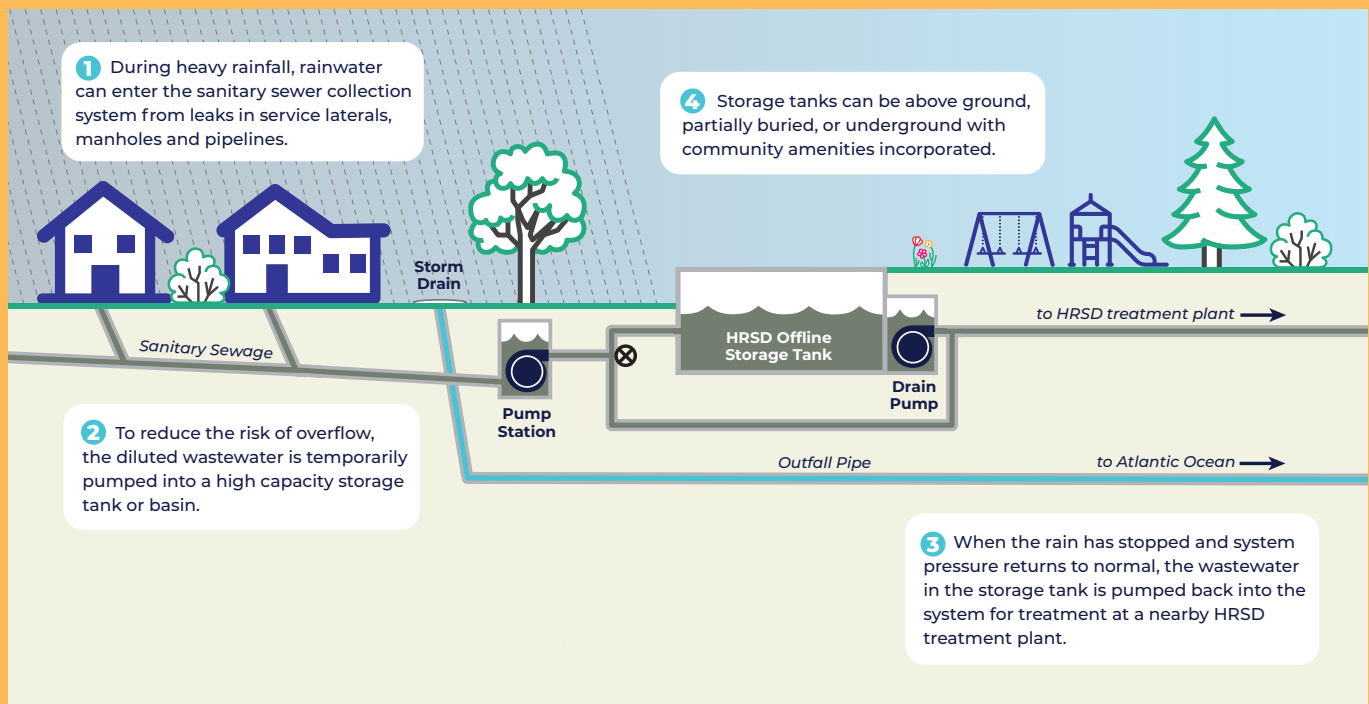 1 During heavy rainfall, rainwater
can enter the sanitary sewer collection
system from leaks in service laterals,
manholes and pipelines.
4 Storage tanks can be above ground,
partially buried, or underground with
community amenities incorporated.
Storm
Drain
Sanitary Sewage
HRSD Offline
Storage Tank
to HRSD treatment plant
Pump
Station
Drain
Pump
2 To reduce the risk of overflow,
the diluted wastewater is temporarily
pumped into a high capacity storage
tank or basin.
Outfall Pipe
to Atlantic Ocean
3 When the rain has stopped and system
pressure returns to normal, the wastewater
in the storage tank is pumped back into the
system for treatment at a nearby HRSD
treatment plant.